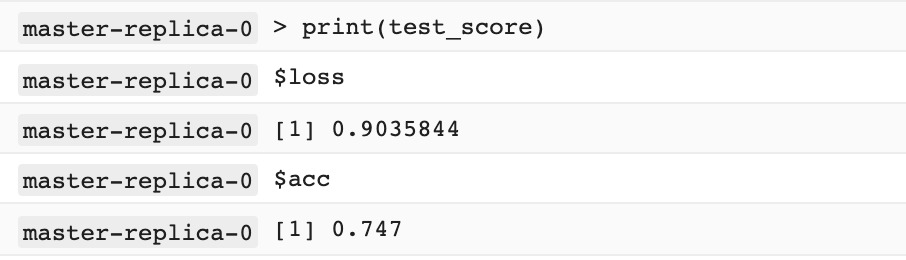 master-replica-0 > print(test_score)
master-replica-0 $loss
master-replica-0 [1] 0.9035844
master-replica-0 $acc
master-replica-0 [1] 0.747